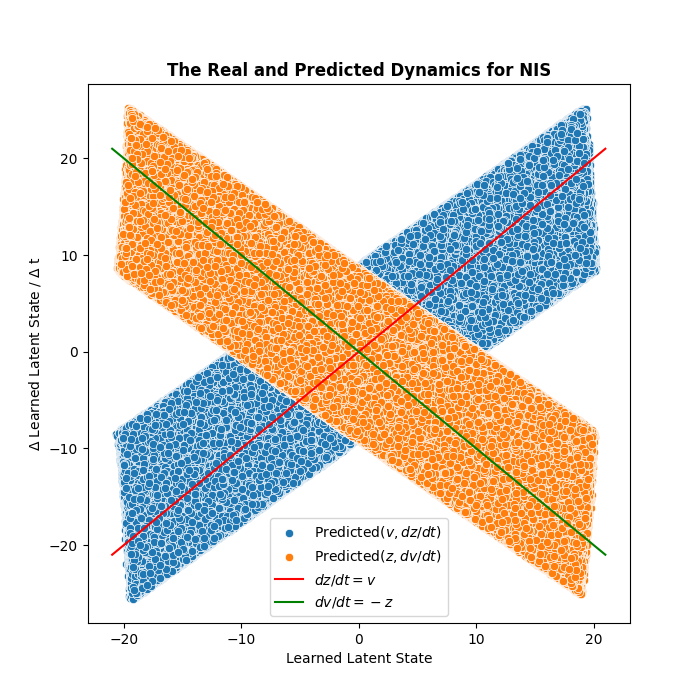 The Real and Predicted Dynamics for NIS
Δ Learned Latent State / Δ t
20
10
0
−10
−20
Predicted(v, dz/dt)
Predicted(z, dv/dt)
dz/dt = v
dv/dt = − z
−20 −10 0 10 20
Learned Latent State